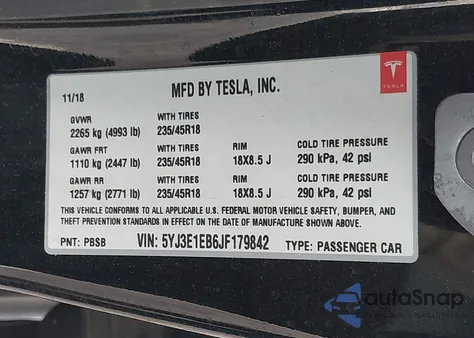 11/18 MFD BY TESLA, INC.
TESLA
GVWR WITH TIRES
2265 kg (4993 lb) 235/45R18
GAWR FRT WITH TIRES RIM COLD TIRE PRESSURE
1110 kg (2447 lb) 235/45R18 18X8.5 J 290 kPa, 42 psi
GAWR RR WITH TIRES RIM COLD TIRE PRESSURE
1257 kg (2771 lb) 235/45R18 18X8.5 J 290 kPa, 42 psi
THIS VEHICLE CONFORMS TO ALL APPLICABLE U.S. FEDERAL MOTOR VEHICLE SAFETY, BUMPER, AND
THEFT PREVENTION STANDARDS IN EFFECT ON THE DATE OF MANUFACTURE SHOWN ABOVE.
PNT: PBSB VIN: 5YJ3E1EB6JF179842 TYPE: PASSENGER CAR
autoSnap